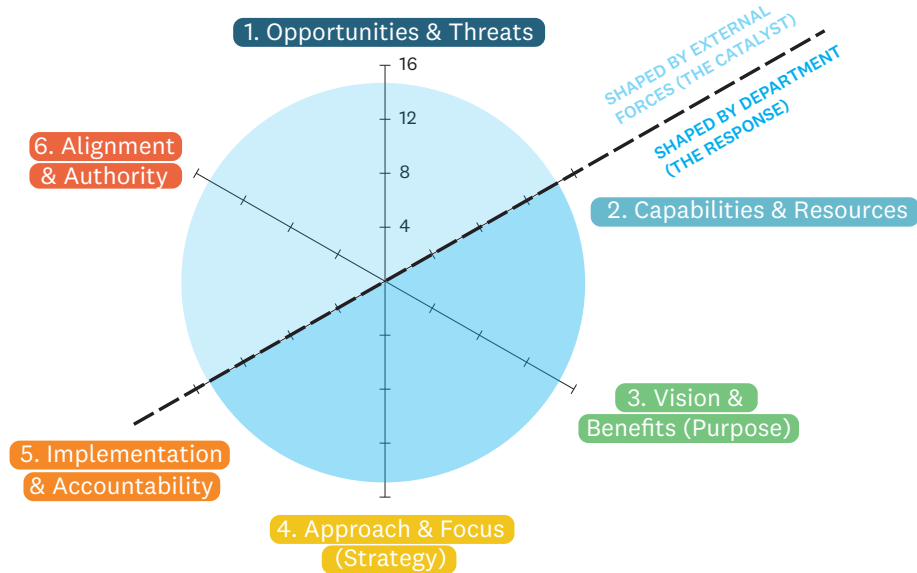 1. Opportunities & Threats
16
12
8
4
SHAPED BY EXTERNAL
FORCES (THE CATALYST)
SHAPED BY DEPARTMENT
(THE RESPONSE)
6. Alignment
& Authority
2. Capabilities & Resources
3. Vision &
Benefits (Purpose)
5. Implementation
& Accountability
4. Approach & Focus
(Strategy)